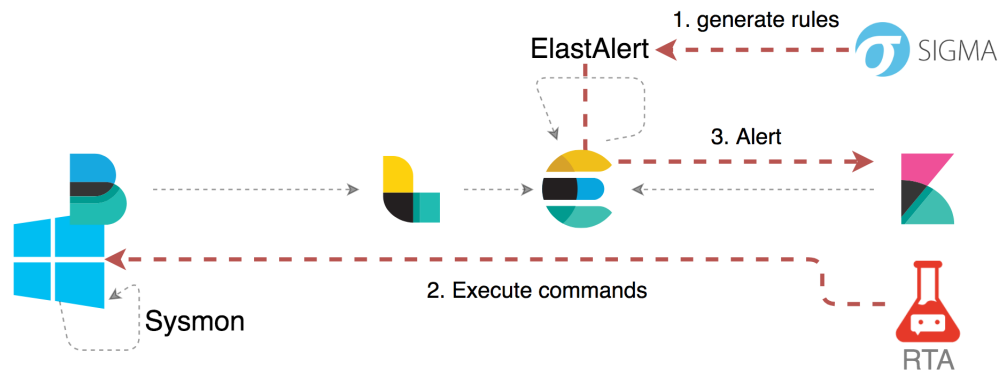 1. generate rules
ElastAlert
σ SIGMA
3. Alert
2. Execute commands
Sysmon
RTA